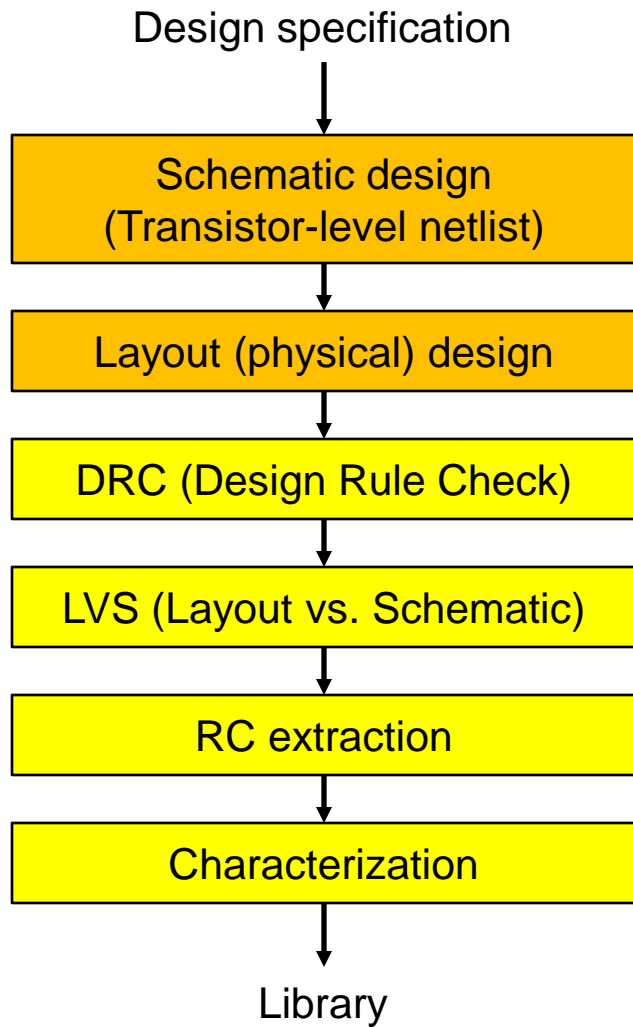 Design specification
Schematic design
(Transistor-level netlist)
Layout (physical) design
DRC (Design Rule Check)
LVS (Layout vs. Schematic)
RC extraction
Characterization
Library